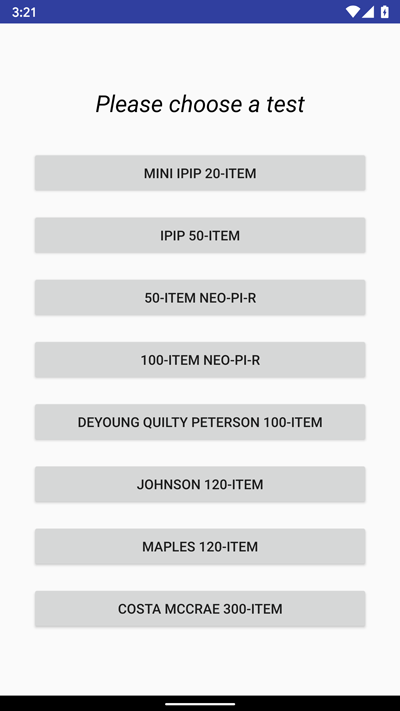 3:21
Please choose a test
MINI IPIP 20-ITEM
IPIP 50-ITEM
50-ITEM NEO-PI-R
100-ITEM NEO-PI-R
DEYOUNG QUILTY PETERSON 100-ITEM
JOHNSON 120-ITEM
MAPLES 120-ITEM
COSTA MCCRAE 300-ITEM